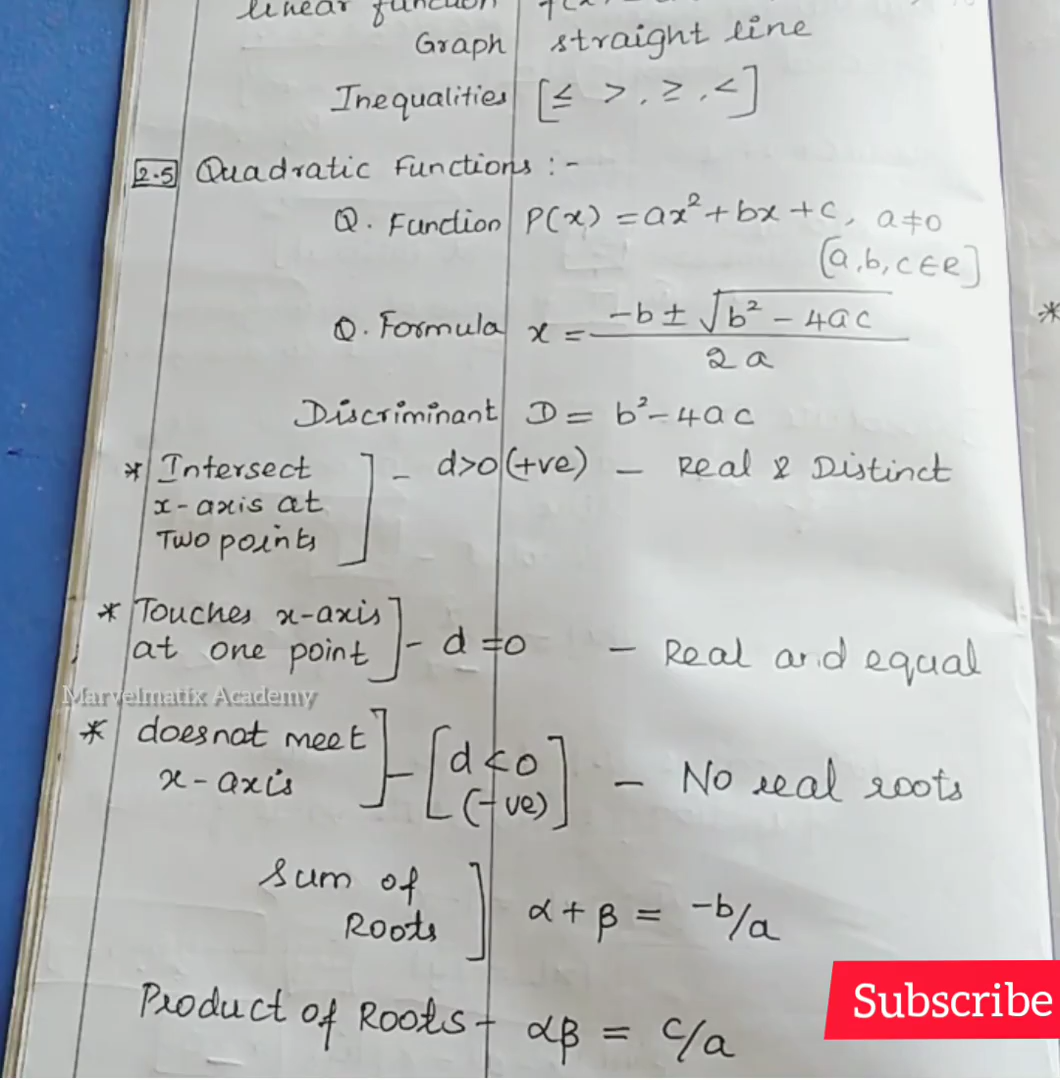 linear function
Graph straight line
Inequalities [≤ >, ≥, <]
2.5 Quadratic Functions :-
Q. Function P(x) = ax² + bx + c, a≠0
[a,b,c∈R]
Q. Formula x = -b ± √b² - 4ac / 2a
Discriminant D = b² - 4ac
* Intersect x-axis at Two points ] - d>0 (+ve) - Real & Distinct
* Touches x-axis at one point ] - d=0 - Real and equal
Marvelmatix Academy
* doesnot meet x-axis ] - [d<0 (-ve)] - No real roots
*
Sum of Roots ] α+β = -b/a
Product of Roots - αβ = c/a
Subscribe